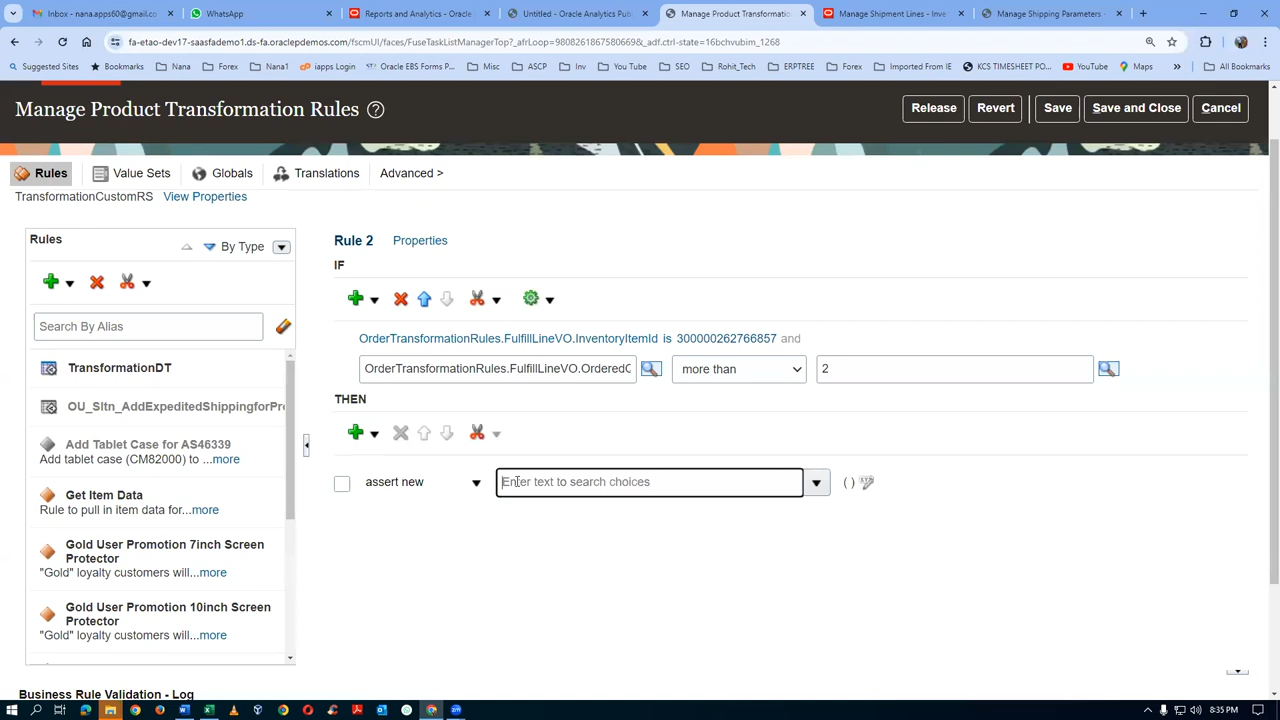 Inbox - nana.apps60@gmail.co
WhatsApp
Reports and Analytics - Oracle
Untitled - Oracle Analytics Pub
Manage Product Transformation
Manage Shipment Lines - Inve
Manage Shipping Parameters -
fa-etao-dev17-saasfademo1.ds-fa.oraclepdemos.com/fscmUI/faces/FuseTaskListManagerTop?_afrLoop=98082618675580669&_adf.ctrl-state=16bchvubim_1268
Suggested Sites
Bookmarks
Nana
Forex
Nana1
iapps Login
Oracle EBS Forms P...
Misc
ASCP
Inv
You Tube
SEO
Rohit_Tech
ERPTREE
Forex
Imported From IE
KCS TIMESHEET PO...
YouTube
Maps
»
All Bookmarks
Manage Product Transformation Rules ?
Release
Revert
Save
Save and Close
Cancel
Rules
Value Sets
Globals
Translations
Advanced >
TransformationCustomRS View Properties
Rules
By Type
Rule 2 Properties
IF
Search By Alias
OrderTransformationRules.FulfillLineVO.InventoryItemId is 300000262766857 and
OrderTransformationRules.FulfillLineVO.OrderedQ
more than
2
THEN
TransformationDT
OU_Sltn_AddExpeditedShippingforPr
Add Tablet Case for AS46339
Add tablet case (CM82000) to ...more
assert new
Enter text to search choices
( )
Get Item Data
Rule to pull in item data for...more
Gold User Promotion 7inch Screen
Protector
"Gold" loyalty customers will...more
Gold User Promotion 10inch Screen
Protector
"Gold" loyalty customers will...more
Business Rule Validation - Log
8:35 PM